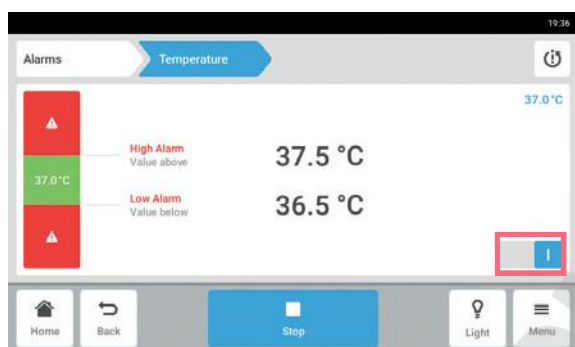 19:36
Alarms
Temperature
37.0°C
High Alarm
Value above
37.5 °C
37.0°C
Low Alarm
Value below
36.5 °C
I
Home
Back
Stop
Light
Menu